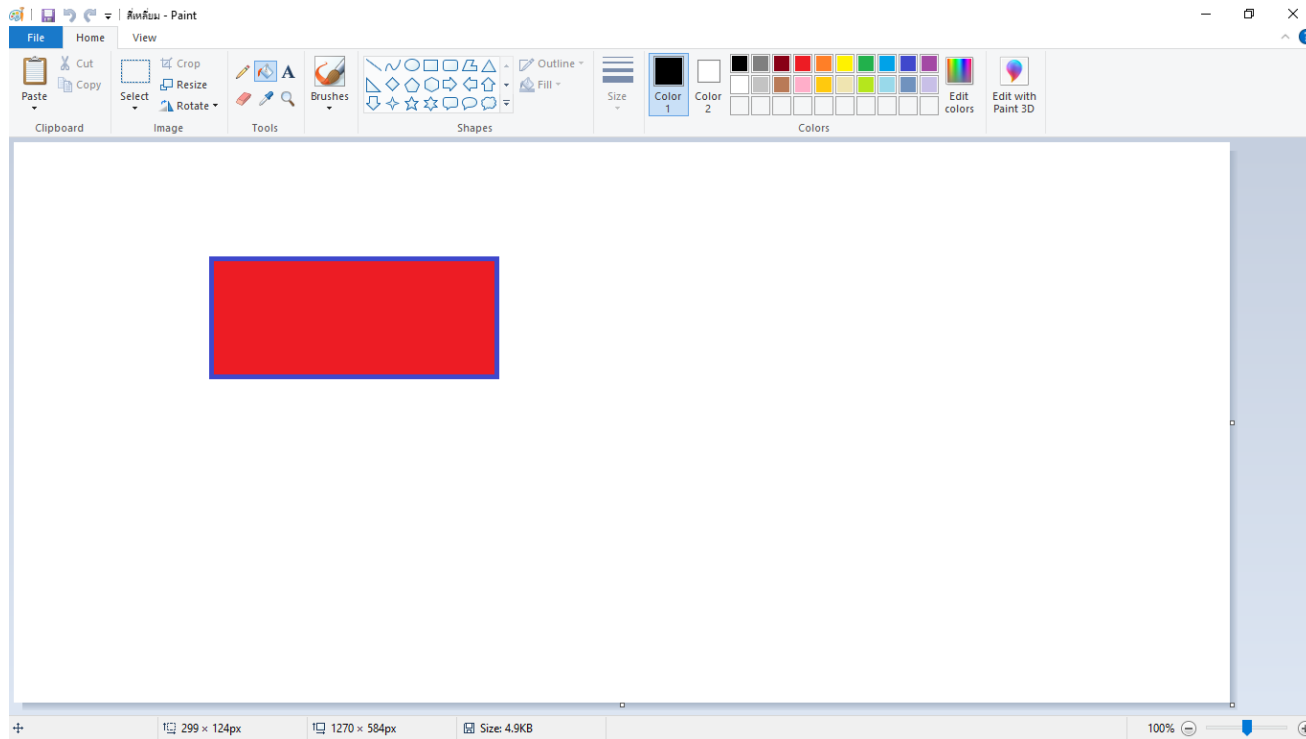 สี่เหลี่ยม - Paint
File Home View
Paste
Cut
Copy
Clipboard
Select
Crop
Resize
Rotate
Image
A
Tools
Brushes
Outline
Fill
Shapes
Size
Color 1
Color 2
Edit colors
Colors
Edit with Paint 3D
299 × 124px
1270 × 584px
Size: 4.9KB
100%